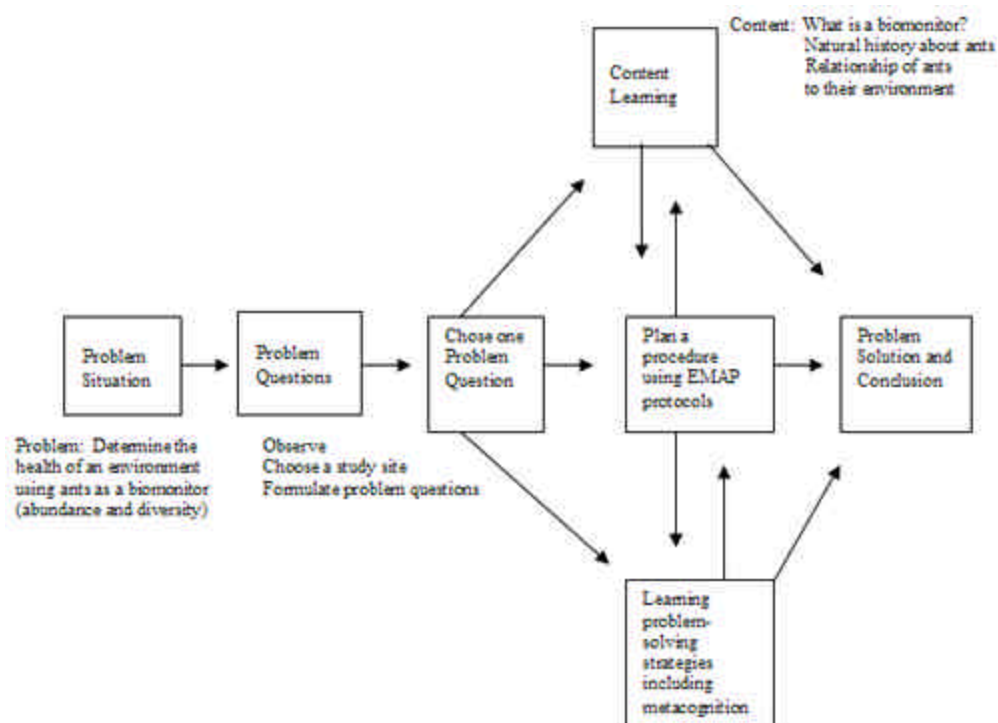 Content: What is a biomonitor?
Natural history about ants
Relationship of ants
to their environment
Content
Learning
Problem
Situation
Problem
Questions
Chose one
Problem
Question
Plan a
procedure
using EMAP
protocols
Problem
Solution and
Conclusion
Problem: Determine the
health of an environment
using ants as a biomonitor
(abundance and diversity)
Observe
Choose a study site
Formulate problem questions
Learning
problem-
solving
strategies
including
metacognition